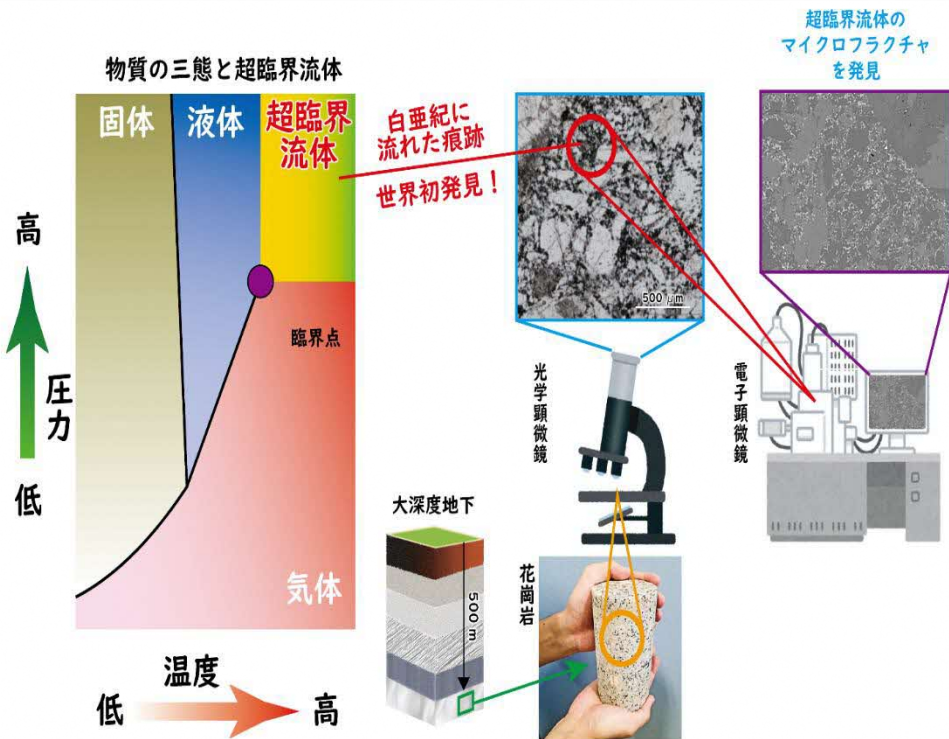 超臨界流体の
マイクロフラクチャ
を発見
物質の三態と超臨界流体
固体
液体
超臨界
流体
白亜紀に
流れた痕跡
世界初発見！
高
圧力
低
臨界点
気体
500 μm
光学顕微鏡
電子顕微鏡
大深度地下
500 m
花崗岩
温度
低
高